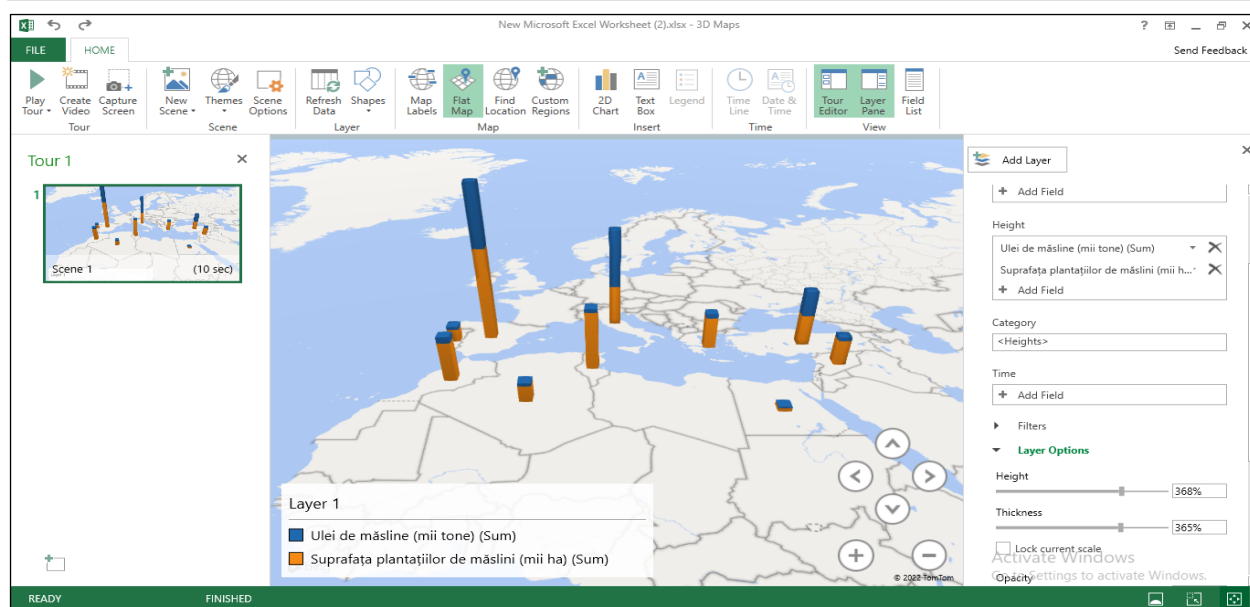 New Microsoft Excel Worksheet (2).xlsx - 3D Maps
?
FILE HOME Send Feedback
Play Tour
Create Video
Capture Screen
Tour
New Scene
Themes
Scene Options
Scene
Refresh Data
Shapes
Layer
Map Labels
Flat Map
Find Location
Custom Regions
Map
2D Chart
Text Box
Legend
Insert
Time Line
Date & Time
Time
Tour Editor
Layer Pane
Field List
View
Tour 1
1
Scene 1 (10 sec)
Layer 1
Ulei de măsline (mii tone) (Sum)
Suprafața plantațiilor de măslini (mii ha) (Sum)
© 2022 TomTom
Add Layer
Add Field
Height
Ulei de măsline (mii tone) (Sum)
Suprafața plantațiilor de măslini (mii h...
Add Field
Category
<Heights>
Time
Add Field
Filters
Layer Options
Height
368%
Thickness
365%
Lock current scale
Activate Windows
Go to Settings to activate Windows.
Opacity
READY FINISHED